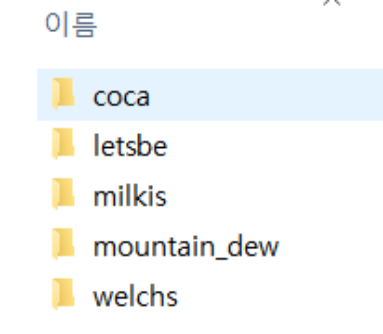 이름
coca
letsbe
milkis
mountain_dew
welchs